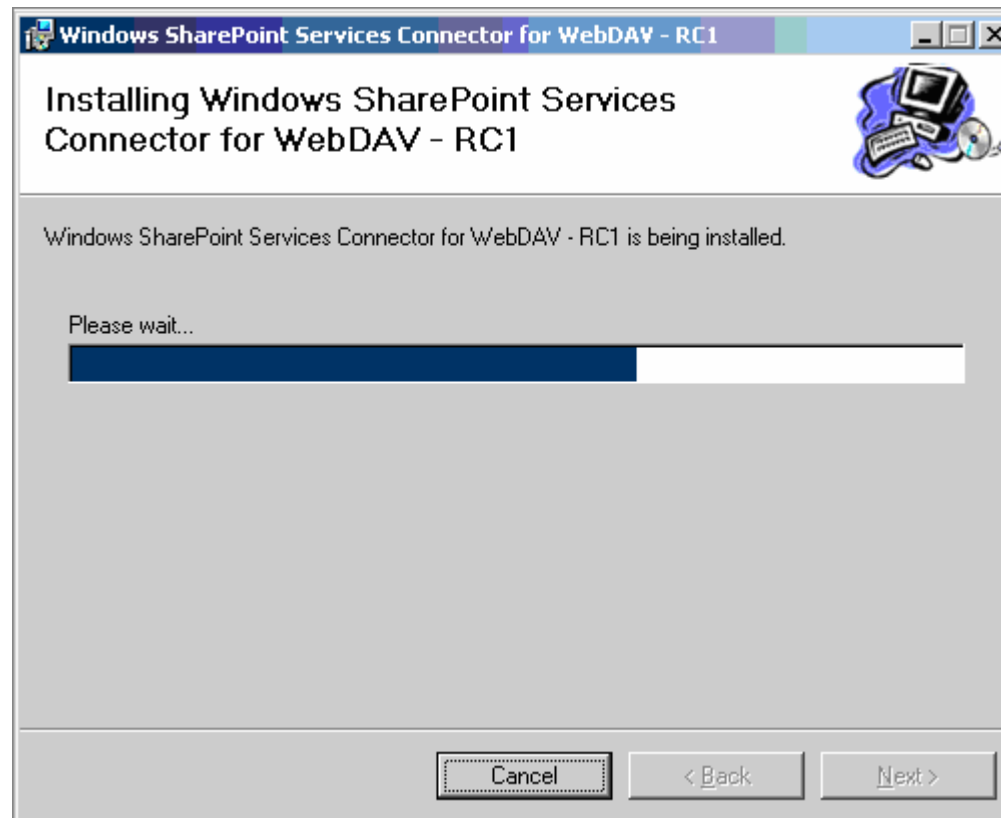 Windows SharePoint Services Connector for WebDAV - RC1
Installing Windows SharePoint Services
Connector for WebDAV - RC1
Windows SharePoint Services Connector for WebDAV - RC1 is being installed.
Please wait...
Cancel
< Back
Next >